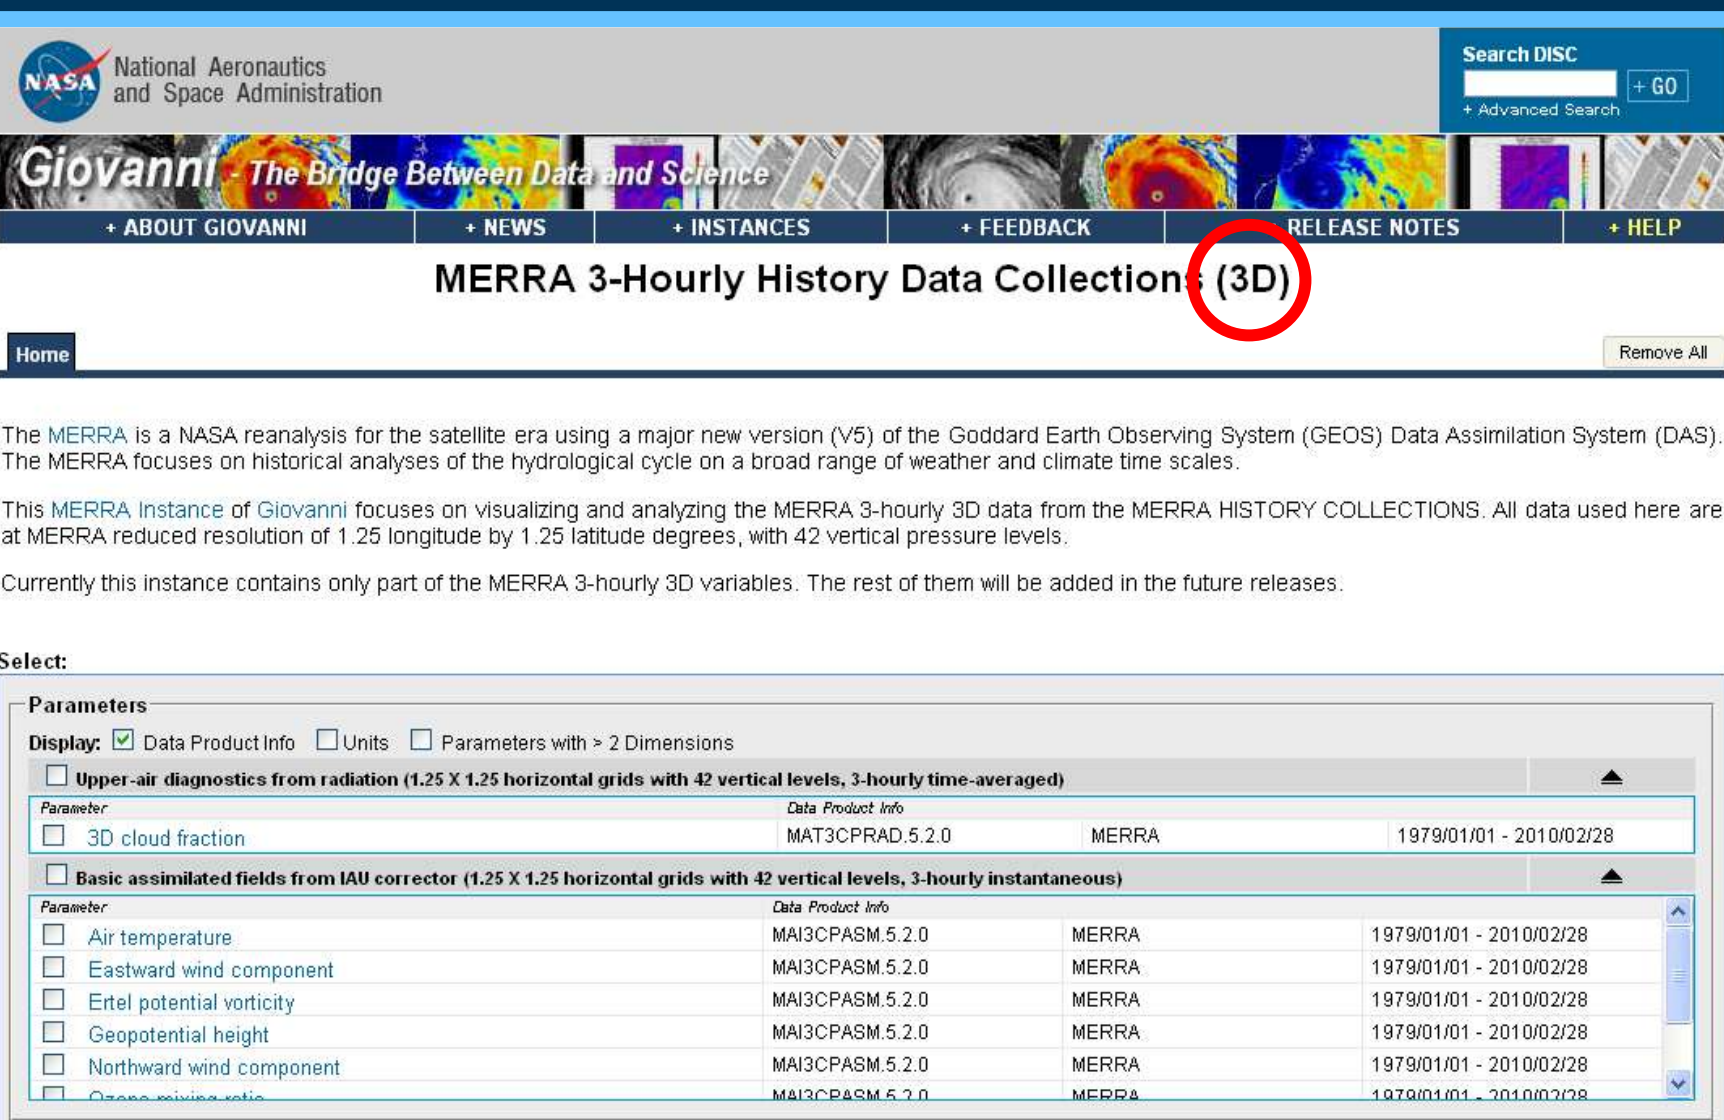 NASA
National Aeronautics
and Space Administration
Search DISC
+ GO
+ Advanced Search
Giovanni - The Bridge Between Data and Science
+ ABOUT GIOVANNI + NEWS + INSTANCES + FEEDBACK RELEASE NOTES + HELP
MERRA 3-Hourly History Data Collections (3D)
Home
Remove All
The MERRA is a NASA reanalysis for the satellite era using a major new version (V5) of the Goddard Earth Observing System (GEOS) Data Assimilation System (DAS).
The MERRA focuses on historical analyses of the hydrological cycle on a broad range of weather and climate time scales.
This MERRA Instance of Giovanni focuses on visualizing and analyzing the MERRA 3-hourly 3D data from the MERRA HISTORY COLLECTIONS. All data used here are
at MERRA reduced resolution of 1.25 longitude by 1.25 latitude degrees, with 42 vertical pressure levels.
Currently this instance contains only part of the MERRA 3-hourly 3D variables. The rest of them will be added in the future releases.
Select:
Parameters
Display: Data Product Info Units Parameters with > 2 Dimensions
Upper-air diagnostics from radiation (1.25 X 1.25 horizontal grids with 42 vertical levels, 3-hourly time-averaged)
Parameter Data Product Info
3D cloud fraction MAT3CPRAD.5.2.0 MERRA 1979/01/01 - 2010/02/28
Basic assimilated fields from IAU corrector (1.25 X 1.25 horizontal grids with 42 vertical levels, 3-hourly instantaneous)
Parameter Data Product Info
Air temperature MAI3CPASM.5.2.0 MERRA 1979/01/01 - 2010/02/28
Eastward wind component MAI3CPASM.5.2.0 MERRA 1979/01/01 - 2010/02/28
Ertel potential vorticity MAI3CPASM.5.2.0 MERRA 1979/01/01 - 2010/02/28
Geopotential height MAI3CPASM.5.2.0 MERRA 1979/01/01 - 2010/02/28
Northward wind component MAI3CPASM.5.2.0 MERRA 1979/01/01 - 2010/02/28
Ozone mixing ratio MAI3CPASM.5.2.0 MERRA 1979/01/01 - 2010/02/28